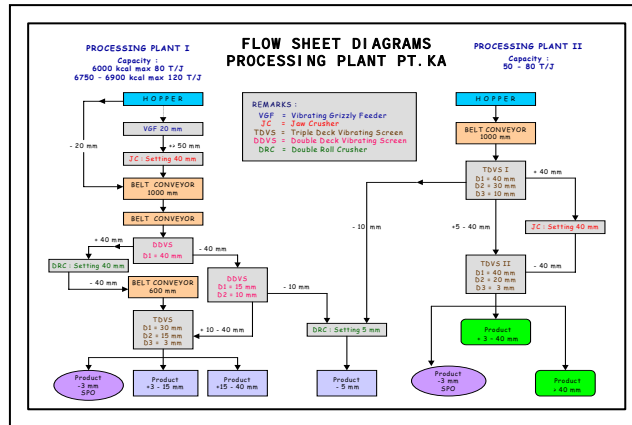 FLOW SHEET DIAGRAMS
PROCESSING PLANT PT.KA
PROCESSING PLANT I
Capacity :
6000 kcal max 80 T/J
6750 - 6900 kcal max 120 T/J
PROCESSING PLANT II
Capacity :
50 - 80 T/J
REMARKS :
VGF = Vibrating Grizzly Feeder
JC = Jaw Crusher
TDVS = Triple Deck Vibrating Screen
DDVS = Double Deck Vibrating Screen
DRC = Double Roll Crusher
HOPPER
VGF 20 mm
- 20 mm
+> 50 mm
JC : Setting 40 mm
BELT CONVEYOR
1000 mm
BELT CONVEYOR
+ 40 mm
DDVS
D1 = 40 mm
- 40 mm
DRC : Setting 40 mm
- 40 mm
BELT CONVEYOR
600 mm
DDVS
D1 = 15 mm
D2 = 10 mm
- 10 mm
TDVS
D1 = 30 mm
D2 = 15 mm
D3 = 3 mm
+ 10 - 40 mm
Product
-3 mm
SPO
Product
+3 - 15 mm
Product
+15 - 40 mm
HOPPER
BELT CONVEYOR
1000 mm
TDVS I
D1 = 40 mm
D2 = 30 mm
D3 = 10 mm
+ 40 mm
- 10 mm
+5 - 40 mm
JC : Setting 40 mm
TDVS II
D1 = 40 mm
D2 = 20 mm
D3 = 3 mm
- 40 mm
DRC : Setting 5 mm
Product
+ 3 - 40 mm
Product
- 5 mm
Product
-3 mm
SPO
Product
+ 40 mm